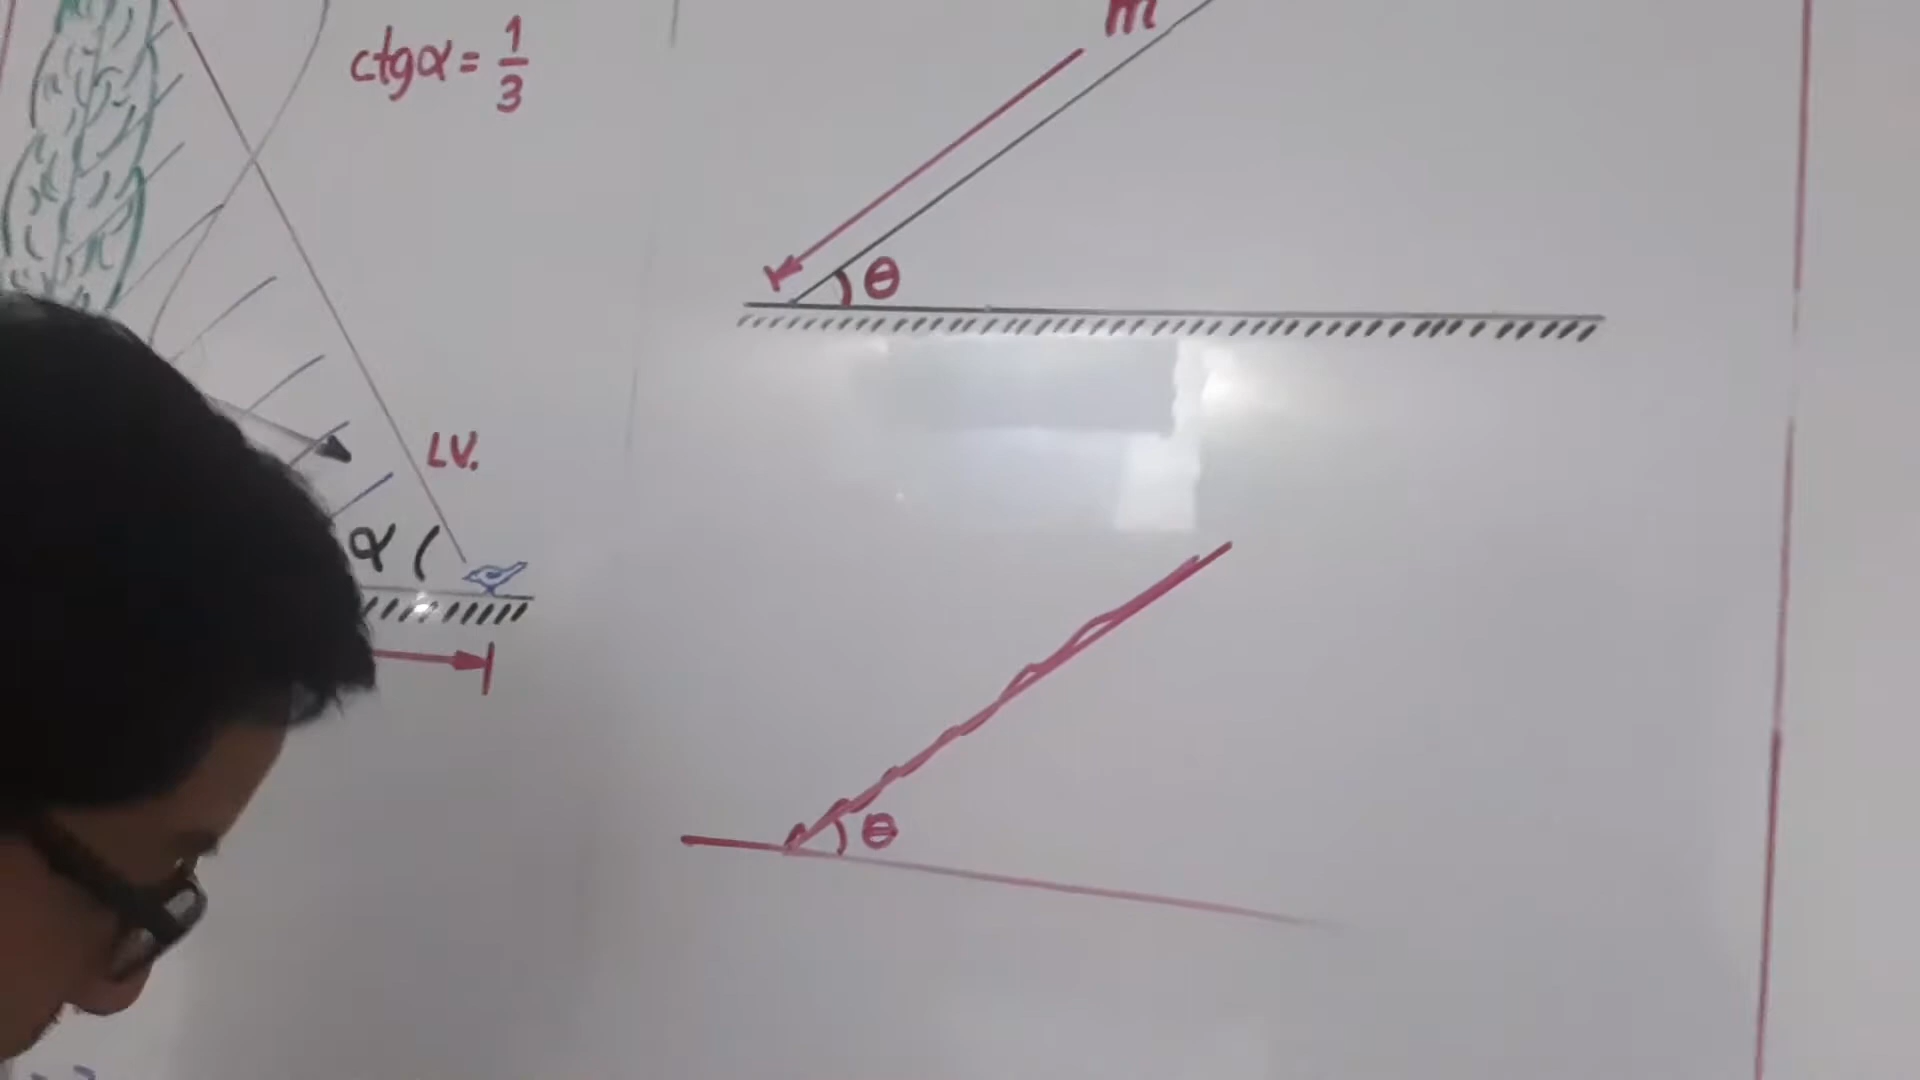 ctgα = 1/3
m
θ
LV.
α
θ